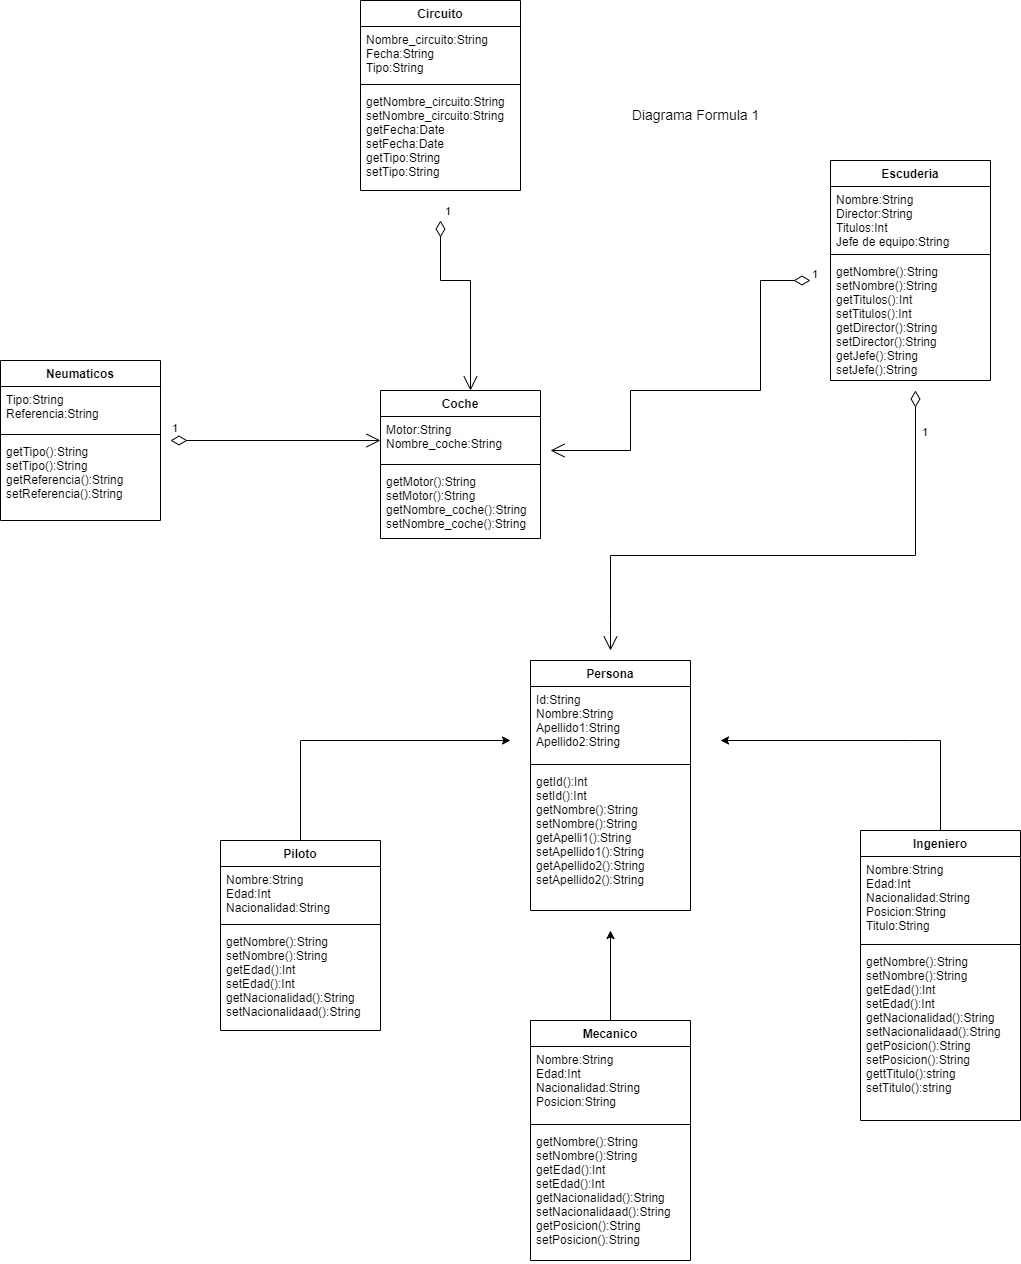 Circuito
Nombre_circuito:String
Fecha:String
Tipo:String
getNombre_circuito:String
setNombre_circuito:String
getFecha:Date
setFecha:Date
getTipo:String
setTipo:String
1
Diagrama Formula 1
Escuderia
Nombre:String
Director:String
Titulos:Int
Jefe de equipo:String
getNombre():String
setNombre():String
getTitulos():Int
setTitulos():Int
getDirector():String
setDirector():String
getJefe():String
setJefe():String
1
1
Neumaticos
Tipo:String
Referencia:String
getTipo():String
setTipo():String
getReferencia():String
setReferencia():String
1
Coche
Motor:String
Nombre_coche:String
getMotor():String
setMotor():String
getNombre_coche():String
setNombre_coche():String
Persona
Id:String
Nombre:String
Apellido1:String
Apellido2:String
getId():Int
setId():Int
getNombre():String
setNombre():String
getApelli1():String
setApellido1():String
getApellido2():String
setApellido2():String
Piloto
Nombre:String
Edad:Int
Nacionalidad:String
getNombre():String
setNombre():String
getEdad():Int
setEdad():Int
getNacionalidad():String
setNacionalidaad():String
Ingeniero
Nombre:String
Edad:Int
Nacionalidad:String
Posicion:String
Titulo:String
getNombre():String
setNombre():String
getEdad():Int
setEdad():Int
getNacionalidad():String
setNacionalidaad():String
getPosicion():String
setPosicion():String
gettTitulo():string
setTitulo():string
Mecanico
Nombre:String
Edad:Int
Nacionalidad:String
Posicion:String
getNombre():String
setNombre():String
getEdad():Int
setEdad():Int
getNacionalidad():String
setNacionalidaad():String
getPosicion():String
setPosicion():String